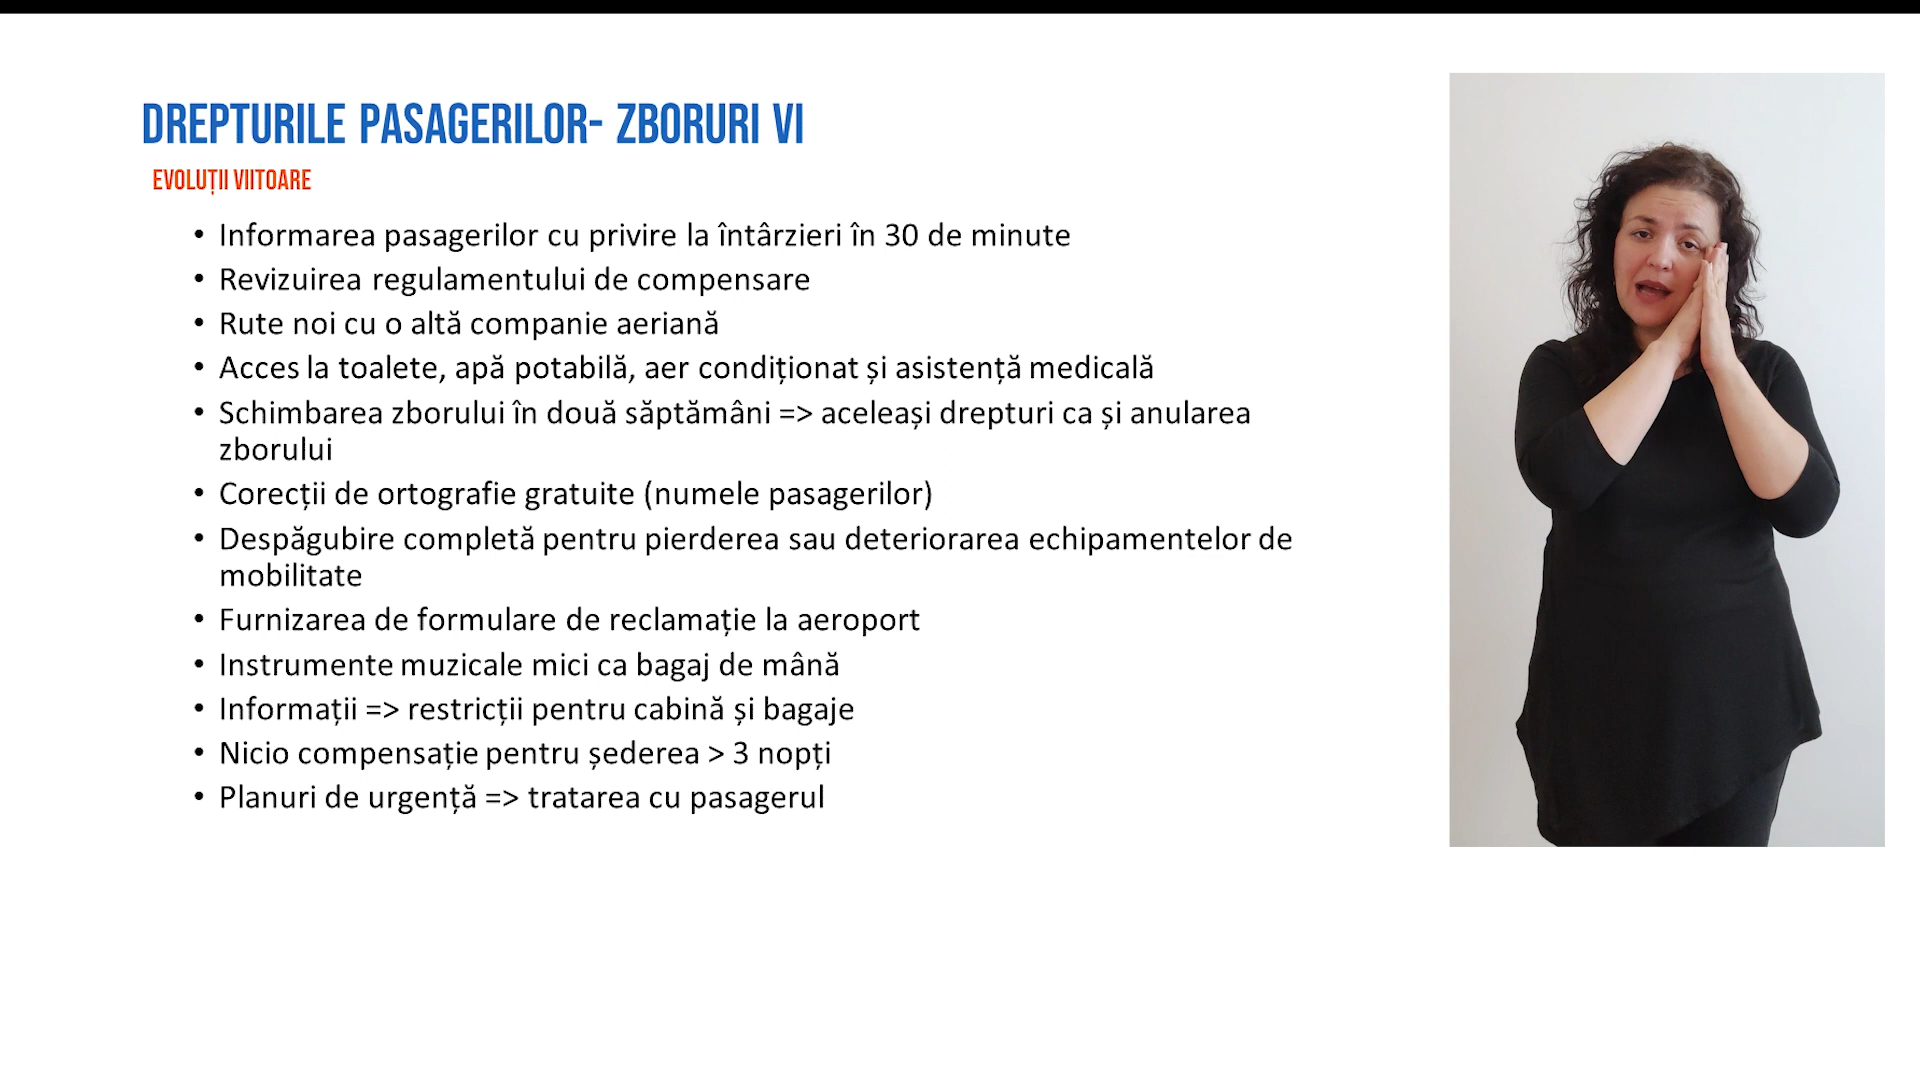 DREPTURILE PASAGERILOR- ZBORURI VI
EVOLUȚII VIITOARE
• Informarea pasagerilor cu privire la întârzieri în 30 de minute
• Revizuirea regulamentului de compensare
• Rute noi cu o altă companie aeriană
• Acces la toalete, apă potabilă, aer condiționat și asistență medicală
• Schimbarea zborului în două săptămâni => aceleași drepturi ca și anularea
zborului
• Corecții de ortografie gratuite (numele pasagerilor)
• Despăgubire completă pentru pierderea sau deteriorarea echipamentelor de
mobilitate
• Furnizarea de formulare de reclamație la aeroport
• Instrumente muzicale mici ca bagaj de mână
• Informații => restricții pentru cabină și bagaje
• Nicio compensație pentru șederea > 3 nopți
• Planuri de urgență => tratarea cu pasagerul